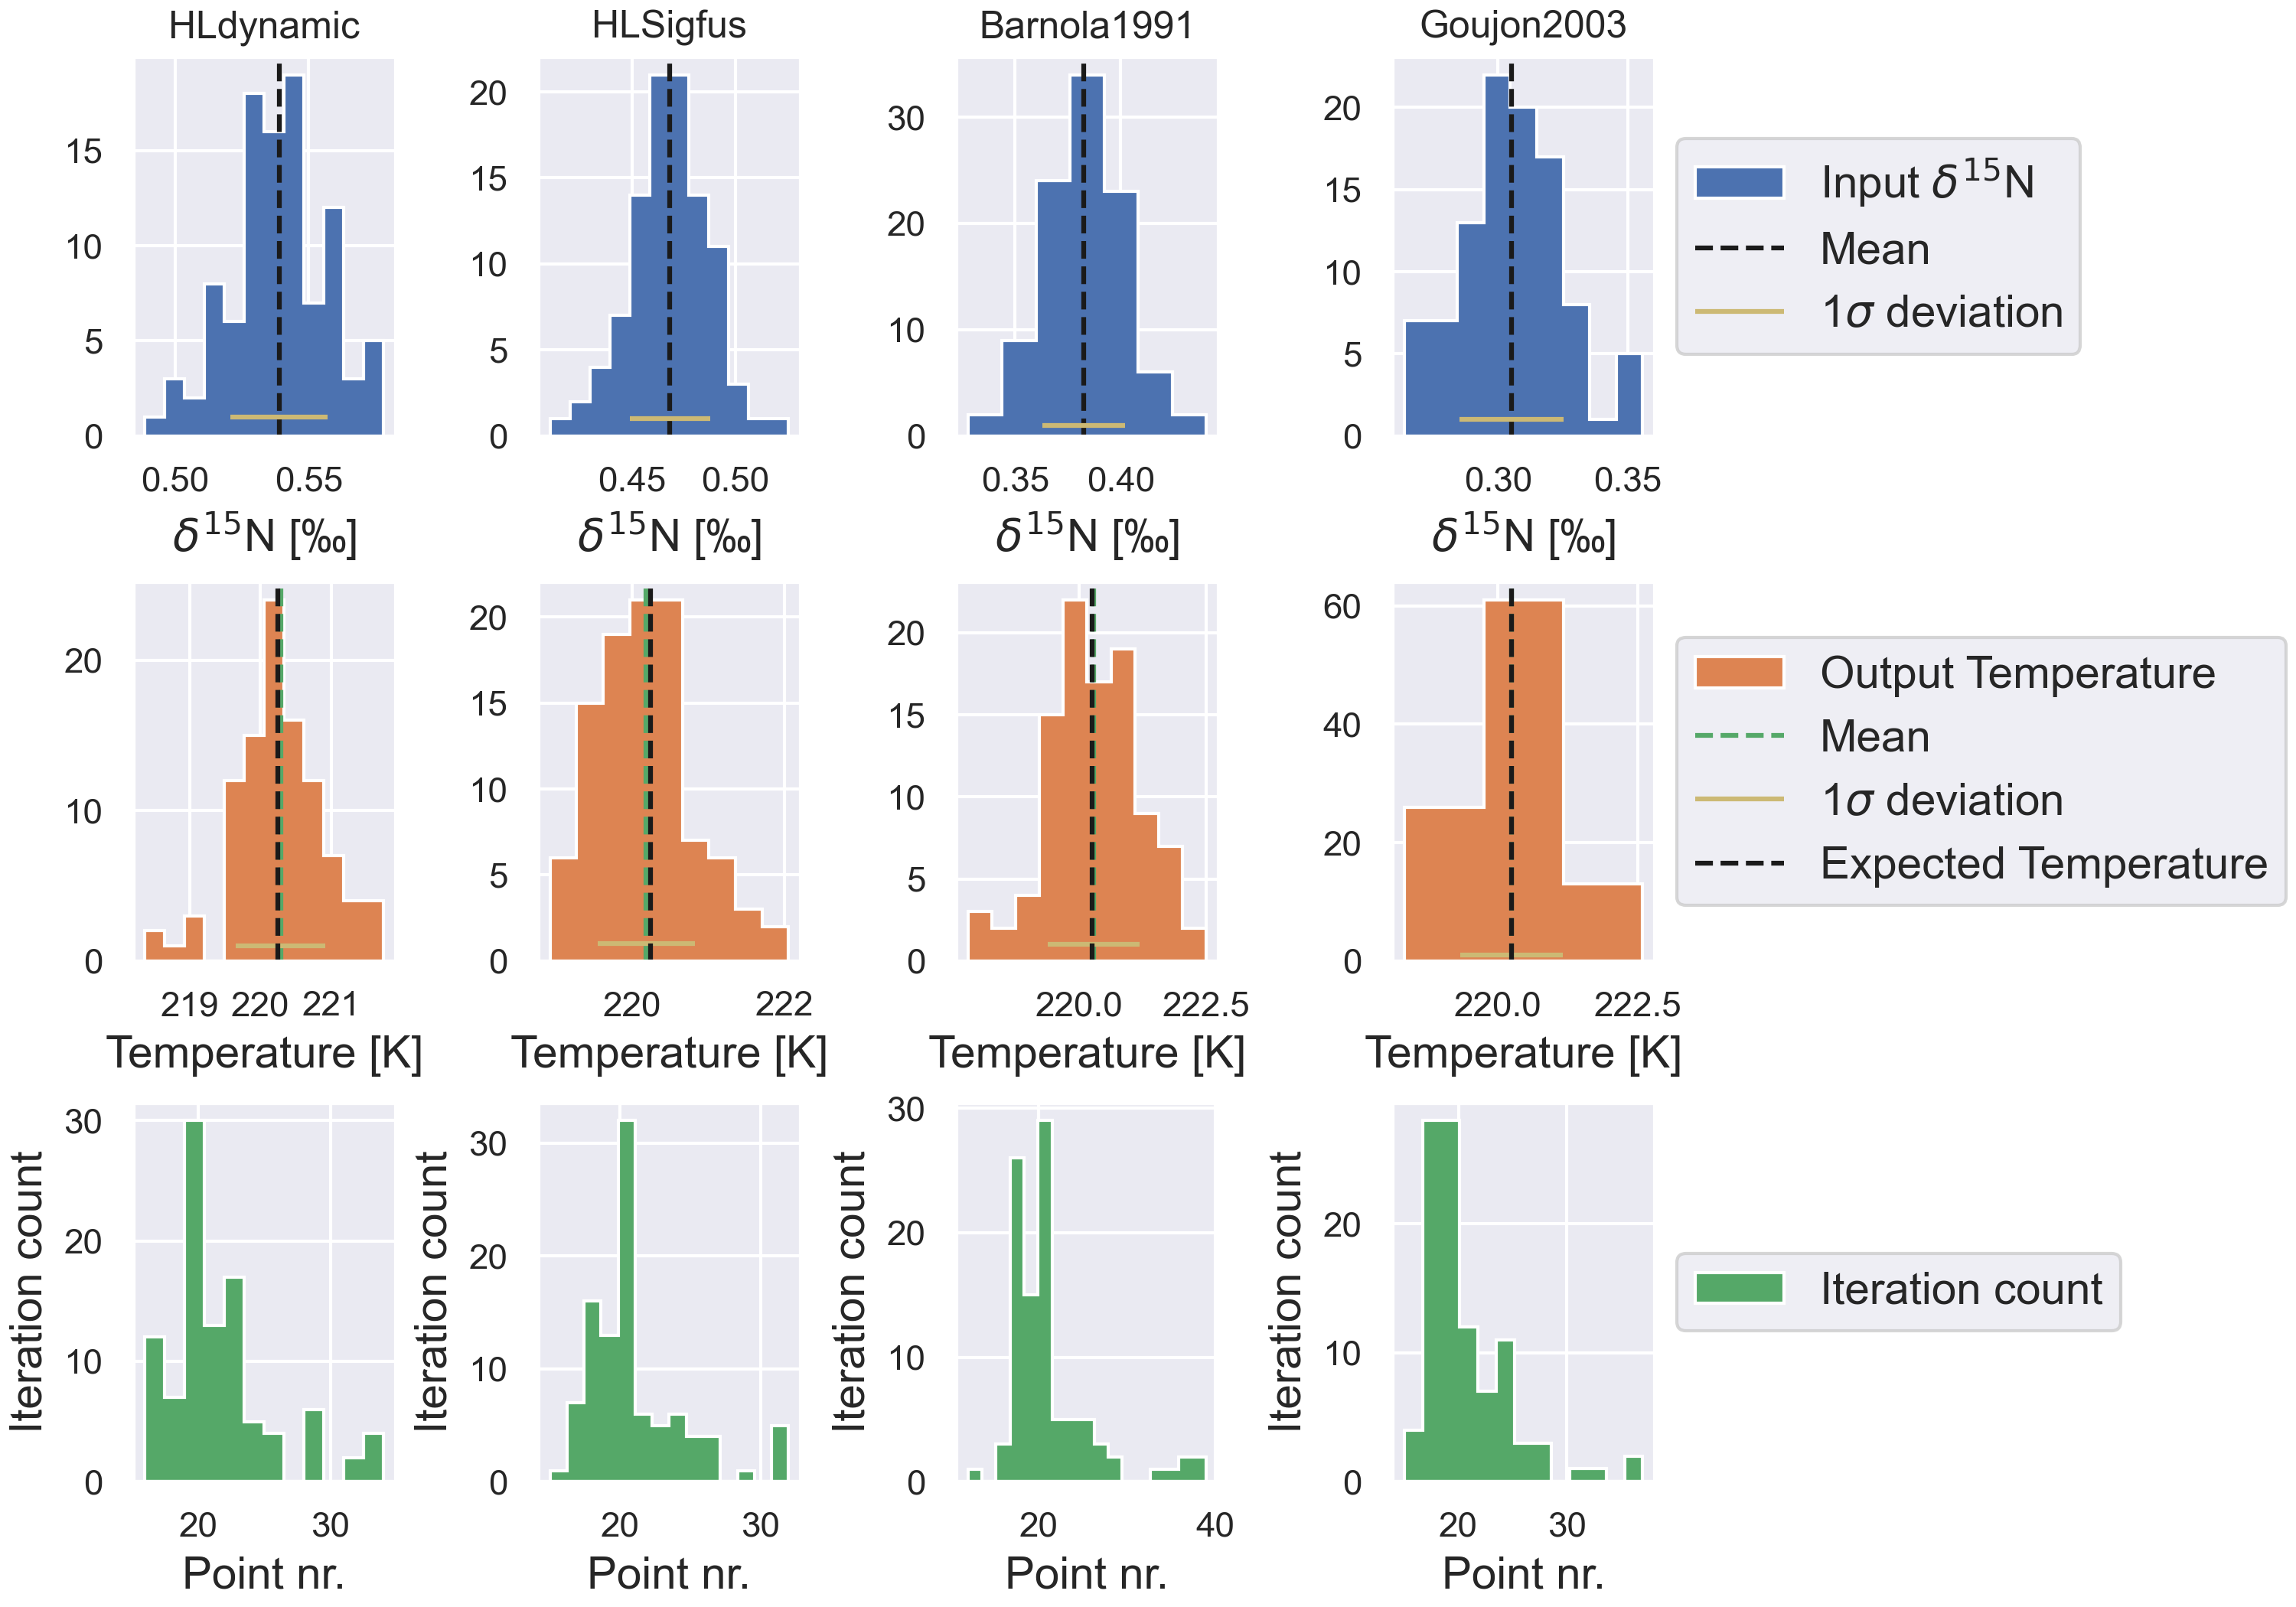 HLdynamic HLSigfus Barnola1991 Goujon2003
15
10
5
0
0.50 0.55
δ¹⁵N [‰]
20
15
10
5
0
0.45 0.50
δ¹⁵N [‰]
30
20
10
0
0.35 0.40
δ¹⁵N [‰]
20
15
10
5
0
0.30 0.35
δ¹⁵N [‰]
Input δ¹⁵N
Mean
1σ deviation
20
10
0
219 220 221
Temperature [K]
20
15
10
5
0
220 222
Temperature [K]
20
15
10
5
0
220.0 222.5
Temperature [K]
60
40
20
0
220.0 222.5
Temperature [K]
Output Temperature
Mean
1σ deviation
Expected Temperature
Iteration count
30
20
10
0
20 30
Point nr.
Iteration count
30
20
10
0
20 30
Point nr.
Iteration count
30
20
10
0
20 40
Point nr.
Iteration count
20
10
0
20 30
Point nr.
Iteration count